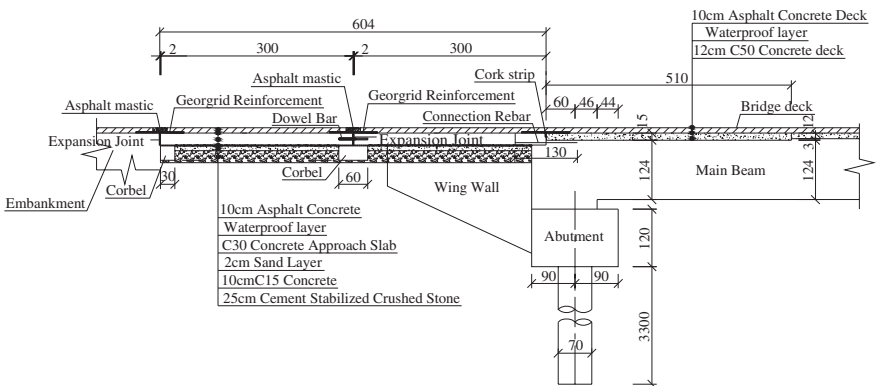 604
10cm Asphalt Concrete Deck
Waterproof layer
12cm C50 Concrete deck
2 300 2 300
510
Asphalt mastic
Cork strip
60 46 44
Asphalt mastic
Georgrid Reinforcement
Georgrid Reinforcement
Dowel Bar
Connection Rebar
Bridge deck
15
12
Expansion Joint
Expansion Joint
3
130
30
Corbel
60
Corbel
Wing Wall
124
Main Beam
124
Embankment
10cm Asphalt Concrete
Waterproof layer
C30 Concrete Approach Slab
2cm Sand Layer
10cmC15 Concrete
25cm Cement Stabilized Crushed Stone
Abutment
120
90 90
3300
70